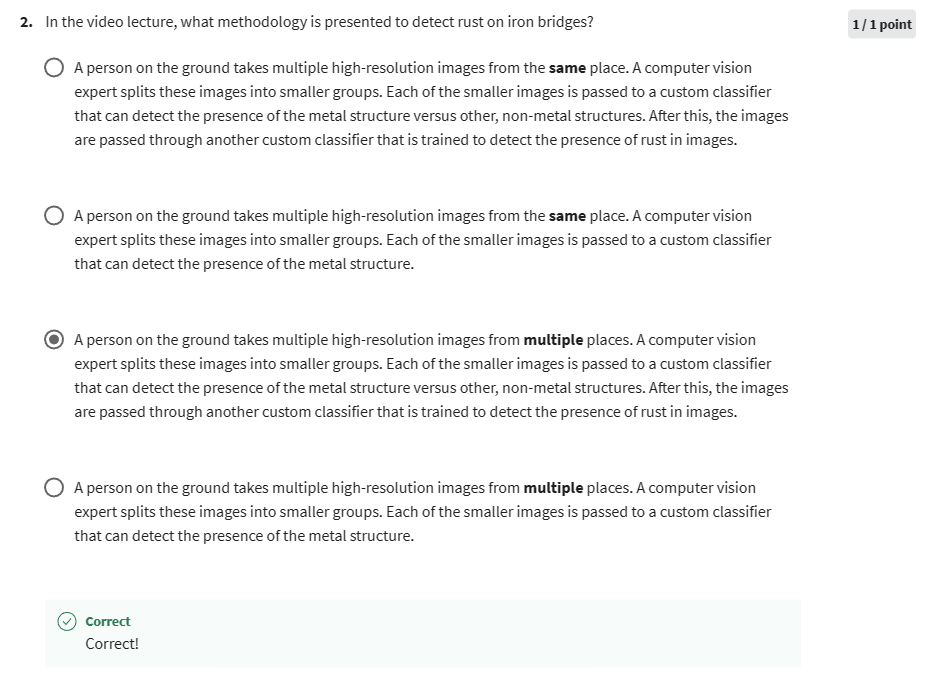 2. In the video lecture, what methodology is presented to detect rust on iron bridges?
1 / 1 point
A person on the ground takes multiple high-resolution images from the same place. A computer vision
expert splits these images into smaller groups. Each of the smaller images is passed to a custom classifier
that can detect the presence of the metal structure versus other, non-metal structures. After this, the images
are passed through another custom classifier that is trained to detect the presence of rust in images.
A person on the ground takes multiple high-resolution images from the same place. A computer vision
expert splits these images into smaller groups. Each of the smaller images is passed to a custom classifier
that can detect the presence of the metal structure.
A person on the ground takes multiple high-resolution images from multiple places. A computer vision
expert splits these images into smaller groups. Each of the smaller images is passed to a custom classifier
that can detect the presence of the metal structure versus other, non-metal structures. After this, the images
are passed through another custom classifier that is trained to detect the presence of rust in images.
A person on the ground takes multiple high-resolution images from multiple places. A computer vision
expert splits these images into smaller groups. Each of the smaller images is passed to a custom classifier
that can detect the presence of the metal structure.
Correct
Correct!